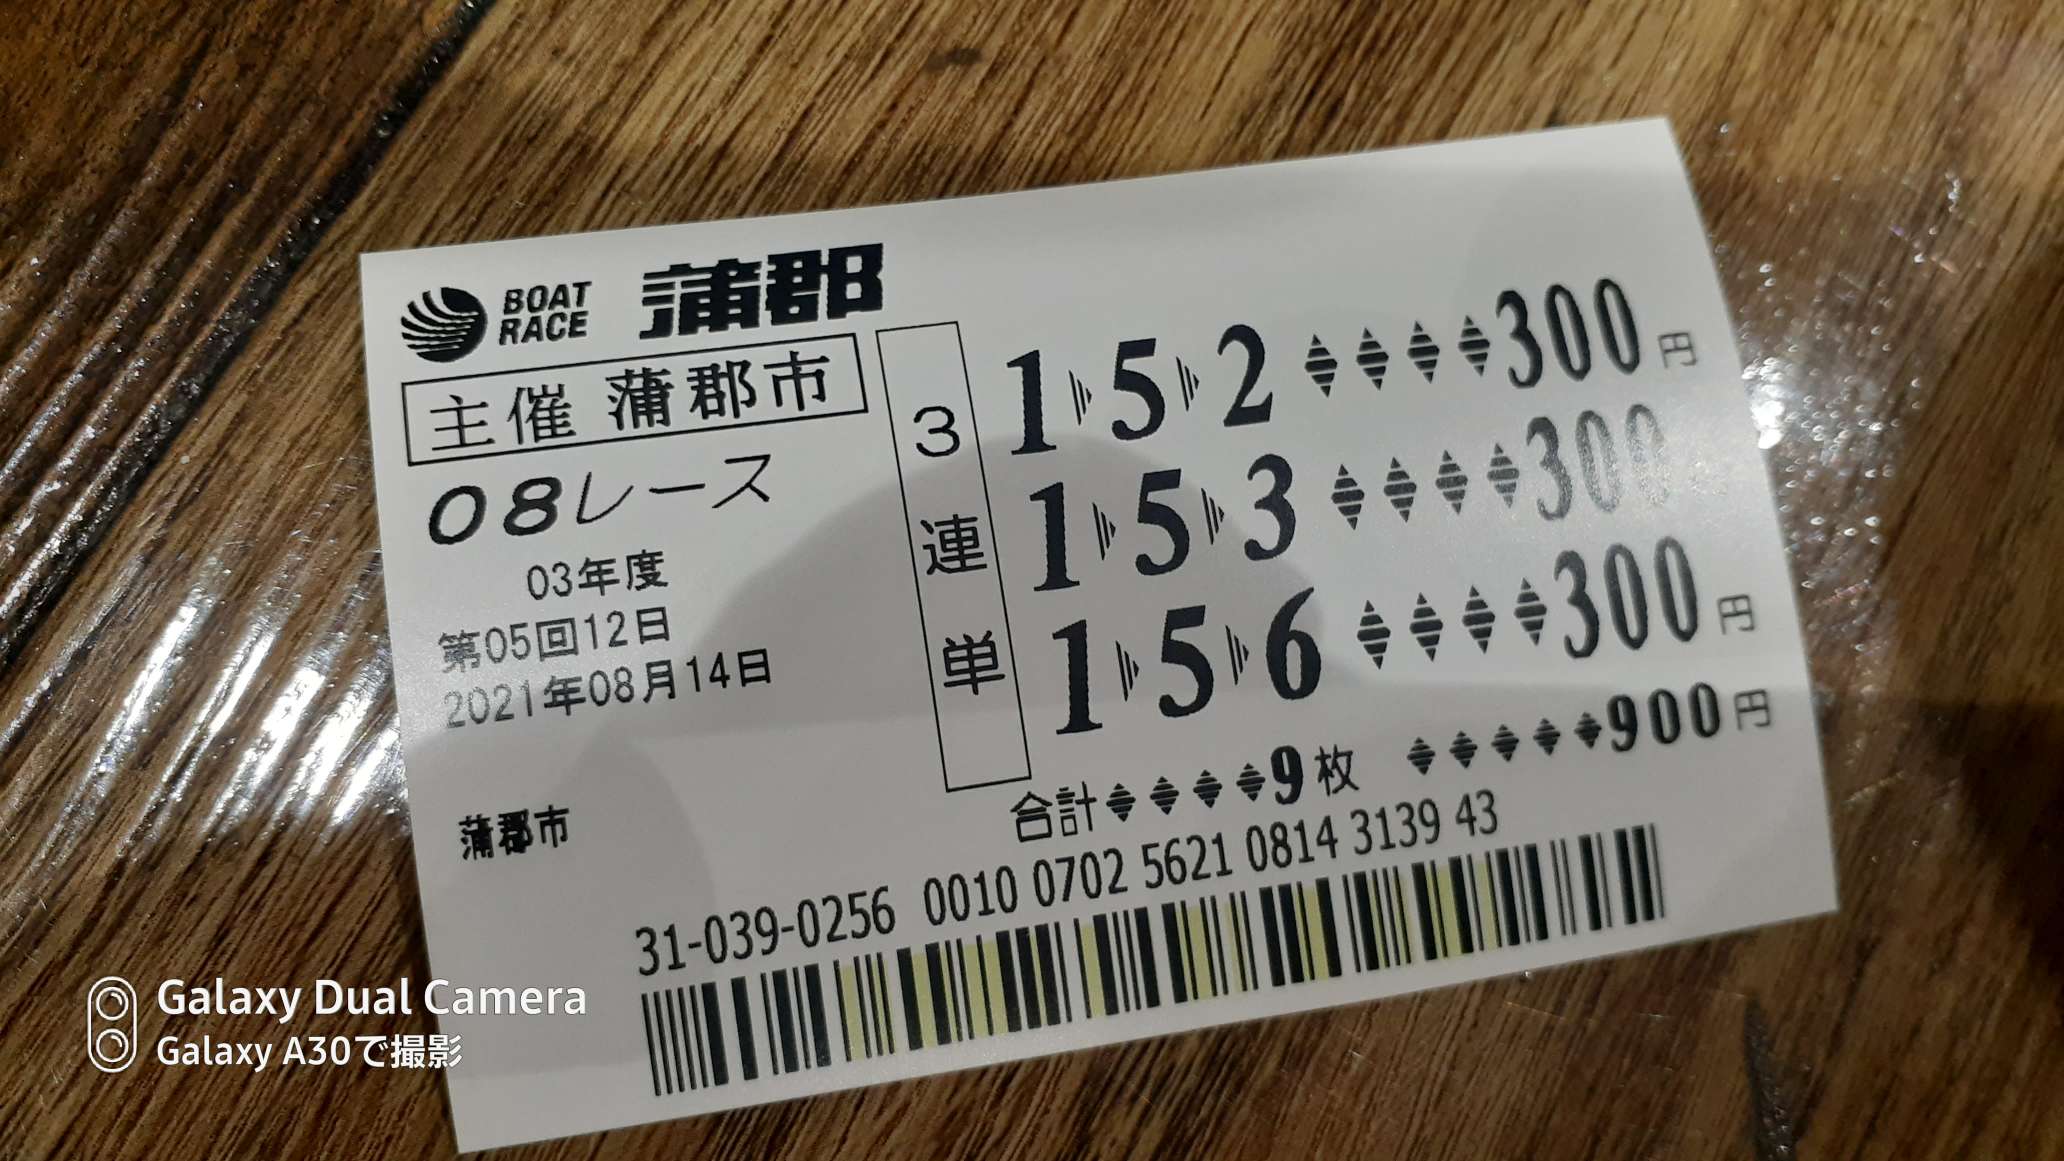 BOAT RACE 蒲郡
主催 蒲郡市
08レース
03年度
第05回12日
2021年08月14日
蒲郡市
3連単
1 5 2 300円
1 5 3 300
1 5 6 300円
合計 9枚 900円
31-039-0256 0010 0702 5621 0814 3139 43
Galaxy Dual Camera
Galaxy A30で撮影